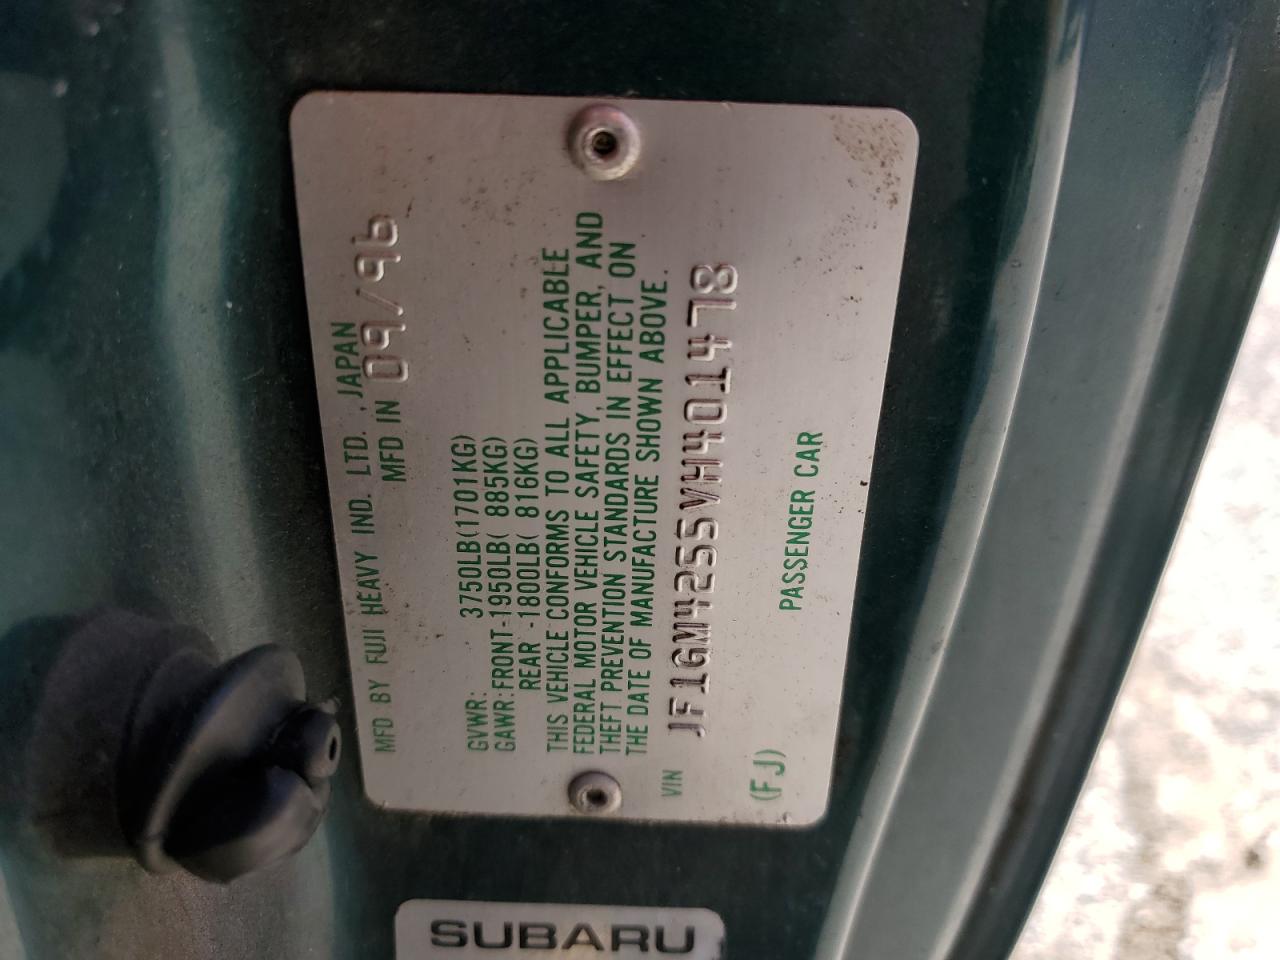 MFD BY FUJI HEAVY IND. LTD. JAPAN
MFD IN 09/96
GVWR: 3750LB(1701KG)
GAWR:FRONT-1950LB( 885KG)
REAR -1800LB( 816KG)
THIS VEHICLE CONFORMS TO ALL APPLICABLE
FEDERAL MOTOR VEHICLE SAFETY, BUMPER, AND
THEFT PREVENTION STANDARDS IN EFFECT ON
THE DATE OF MANUFACTURE SHOWN ABOVE.
VIN JF1GM4255VH401478
PASSENGER CAR
(FJ)
SUBARU